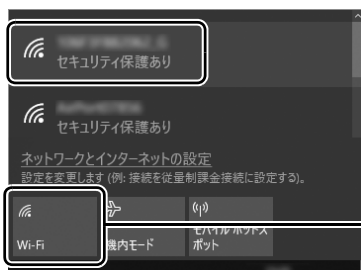 セキュリティ保護あり
セキュリティ保護あり
ネットワークとインターネットの設定
設定を変更します (例: 接続を従量制課金接続に設定する)。
Wi-Fi
機内モード
モバイル ホットス
ポット